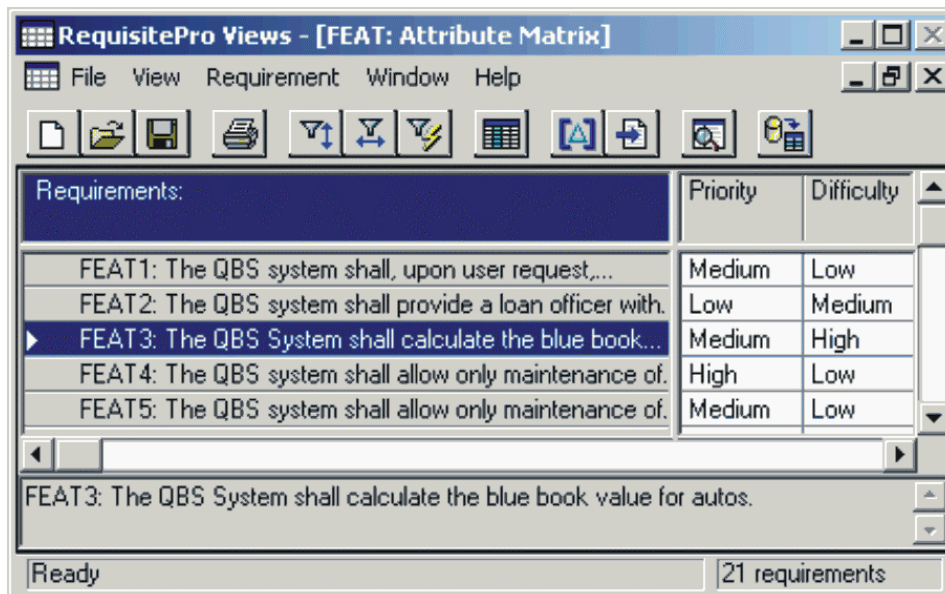 RequisitePro Views - [FEAT: Attribute Matrix]
File View Requirement Window Help
Requirements: Priority Difficulty
FEAT1: The QBS system shall, upon user request,... Medium Low
FEAT2: The QBS system shall provide a loan officer with. Low Medium
FEAT3: The QBS System shall calculate the blue book... Medium High
FEAT4: The QBS system shall allow only maintenance of. High Low
FEAT5: The QBS system shall allow only maintenance of. Medium Low
FEAT3: The QBS System shall calculate the blue book value for autos.
Ready 21 requirements